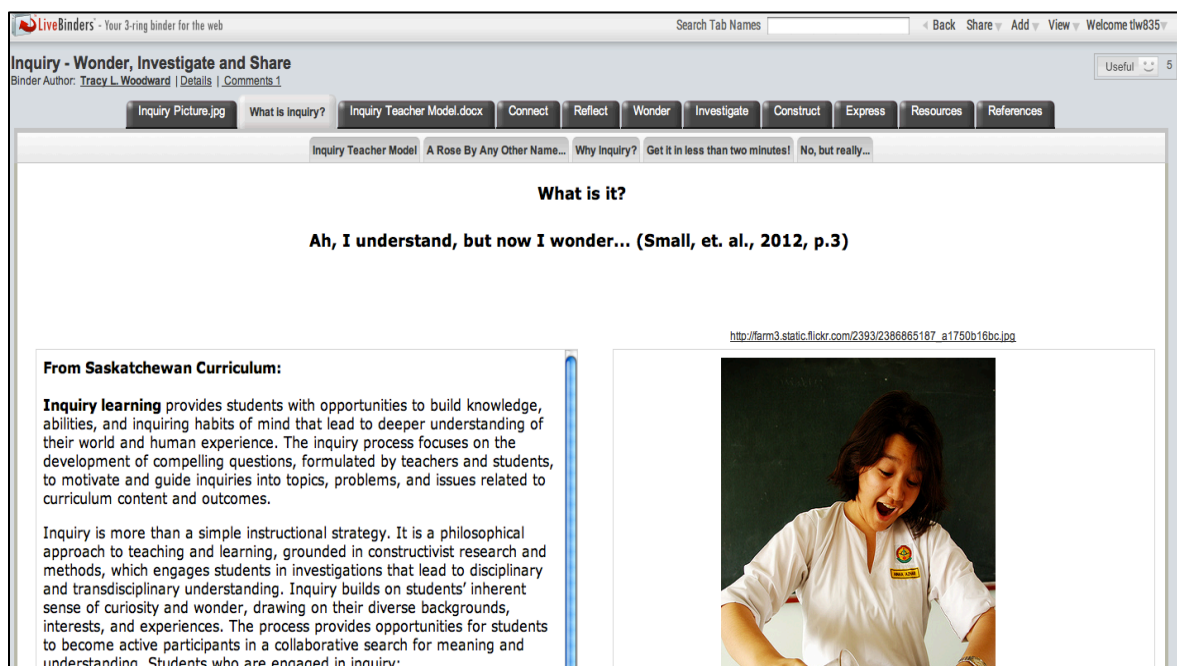 LiveBinders - Your 3-ring binder for the web
Search Tab Names
Back Share Add View Welcome tlw835
Inquiry - Wonder, Investigate and Share
Binder Author: Tracy L. Woodward | Details | Comments 1
Useful 5
Inquiry Picture.jpg What is inquiry? Inquiry Teacher Model.docx Connect Reflect Wonder Investigate Construct Express Resources References
Inquiry Teacher Model A Rose By Any Other Name... Why Inquiry? Get it in less than two minutes! No, but really...
What is it?
Ah, I understand, but now I wonder... (Small, et. al., 2012, p.3)
http://farm3.static.flickr.com/2393/2386865187_a1750b16bc.jpg
From Saskatchewan Curriculum:
Inquiry learning provides students with opportunities to build knowledge,
abilities, and inquiring habits of mind that lead to deeper understanding of
their world and human experience. The inquiry process focuses on the
development of compelling questions, formulated by teachers and students,
to motivate and guide inquiries into topics, problems, and issues related to
curriculum content and outcomes.
Inquiry is more than a simple instructional strategy. It is a philosophical
approach to teaching and learning, grounded in constructivist research and
methods, which engages students in investigations that lead to disciplinary
and transdisciplinary understanding. Inquiry builds on students' inherent
sense of curiosity and wonder, drawing on their diverse backgrounds,
interests, and experiences. The process provides opportunities for students
to become active participants in a collaborative search for meaning and
understanding. Students who are engaged in inquiry: